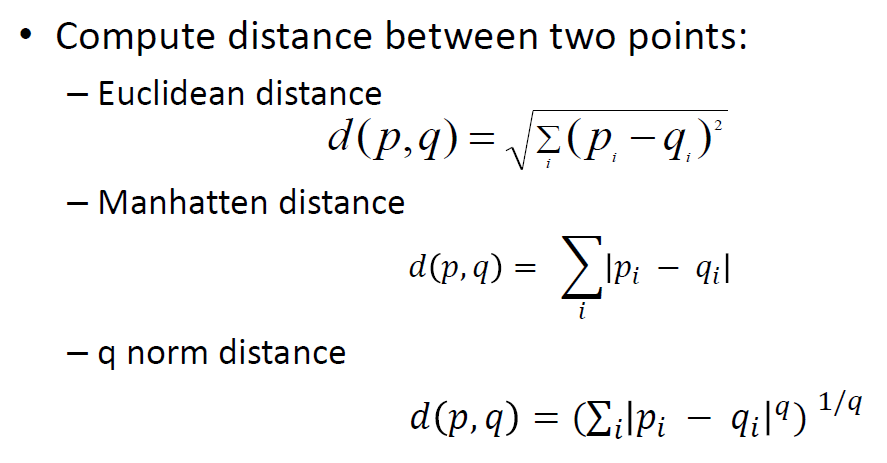 • Compute distance between two points:
– Euclidean distance
d(p,q) = √∑ᵢ(pᵢ − qᵢ)²
– Manhatten distance
d(p, q) = ∑ᵢ|pᵢ − qᵢ|
– q norm distance
d(p, q) = (∑ᵢ|pᵢ − qᵢ|^q)^1/q